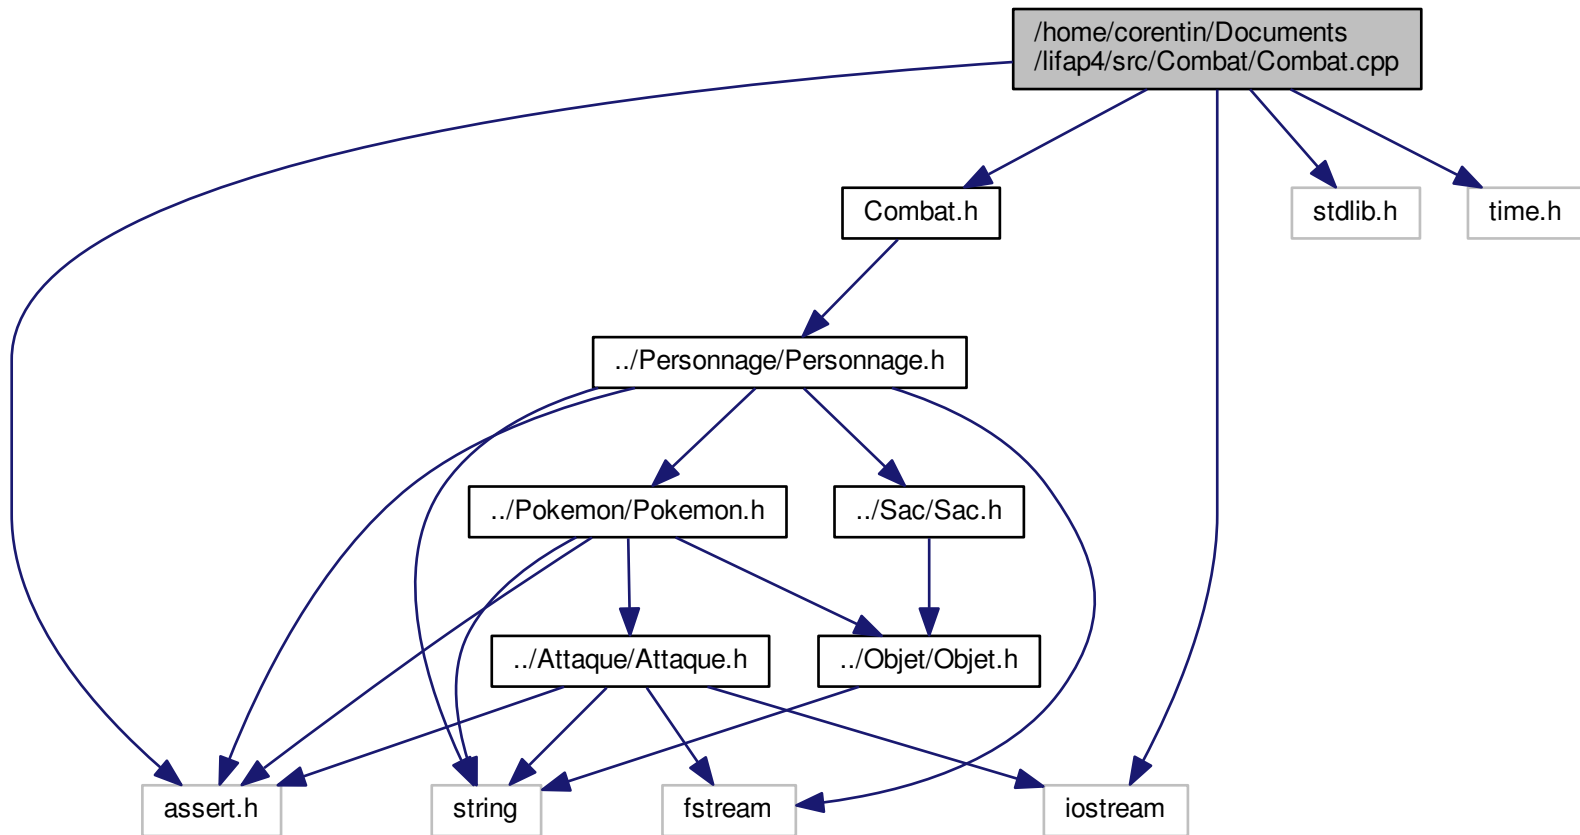 /home/corentin/Documents
/lifap4/src/Combat/Combat.cpp
Combat.h
stdlib.h
time.h
../Personnage/Personnage.h
../Pokemon/Pokemon.h
../Sac/Sac.h
../Attaque/Attaque.h
../Objet/Objet.h
assert.h
string
fstream
iostream